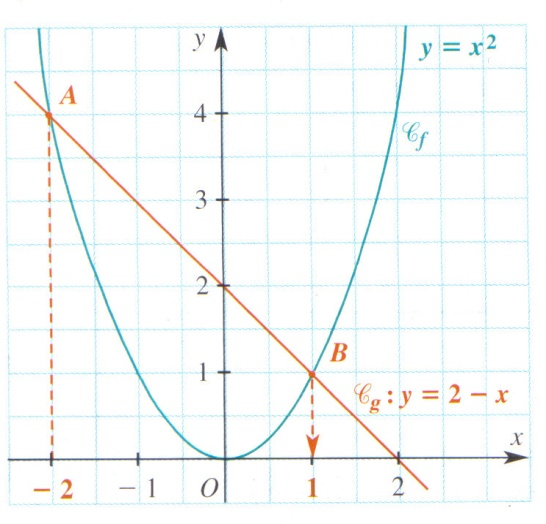 y
y = x²
A
4
𝒞f
3
2
B
1
𝒞g : y = 2 − x
x
− 2 − 1 O 1 2